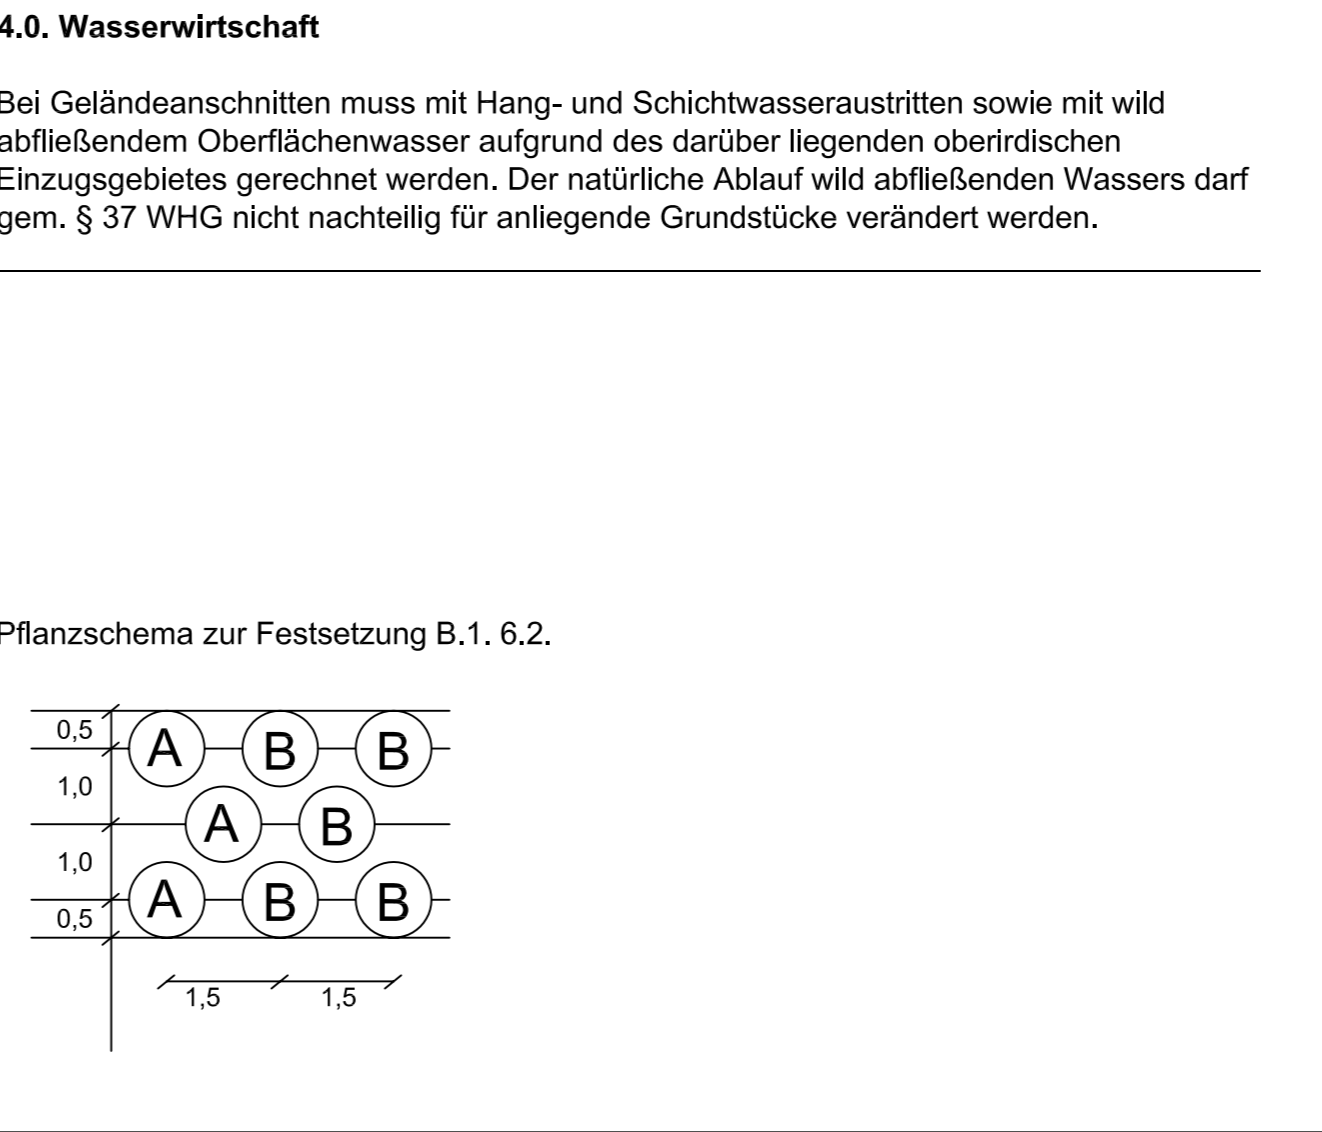 4.0. Wasserwirtschaft
Bei Geländeanschnitten muss mit Hang- und Schichtwasseraustritten sowie mit wild
abfließendem Oberflächenwasser aufgrund des darüber liegenden oberirdischen
Einzugsgebietes gerechnet werden. Der natürliche Ablauf wild abfließenden Wassers darf
gem. § 37 WHG nicht nachteilig für anliegende Grundstücke verändert werden.
Pflanzschema zur Festsetzung B.1. 6.2.
0,5
A B B
1,0
A B
1,0
A B B
0,5
1,5 1,5